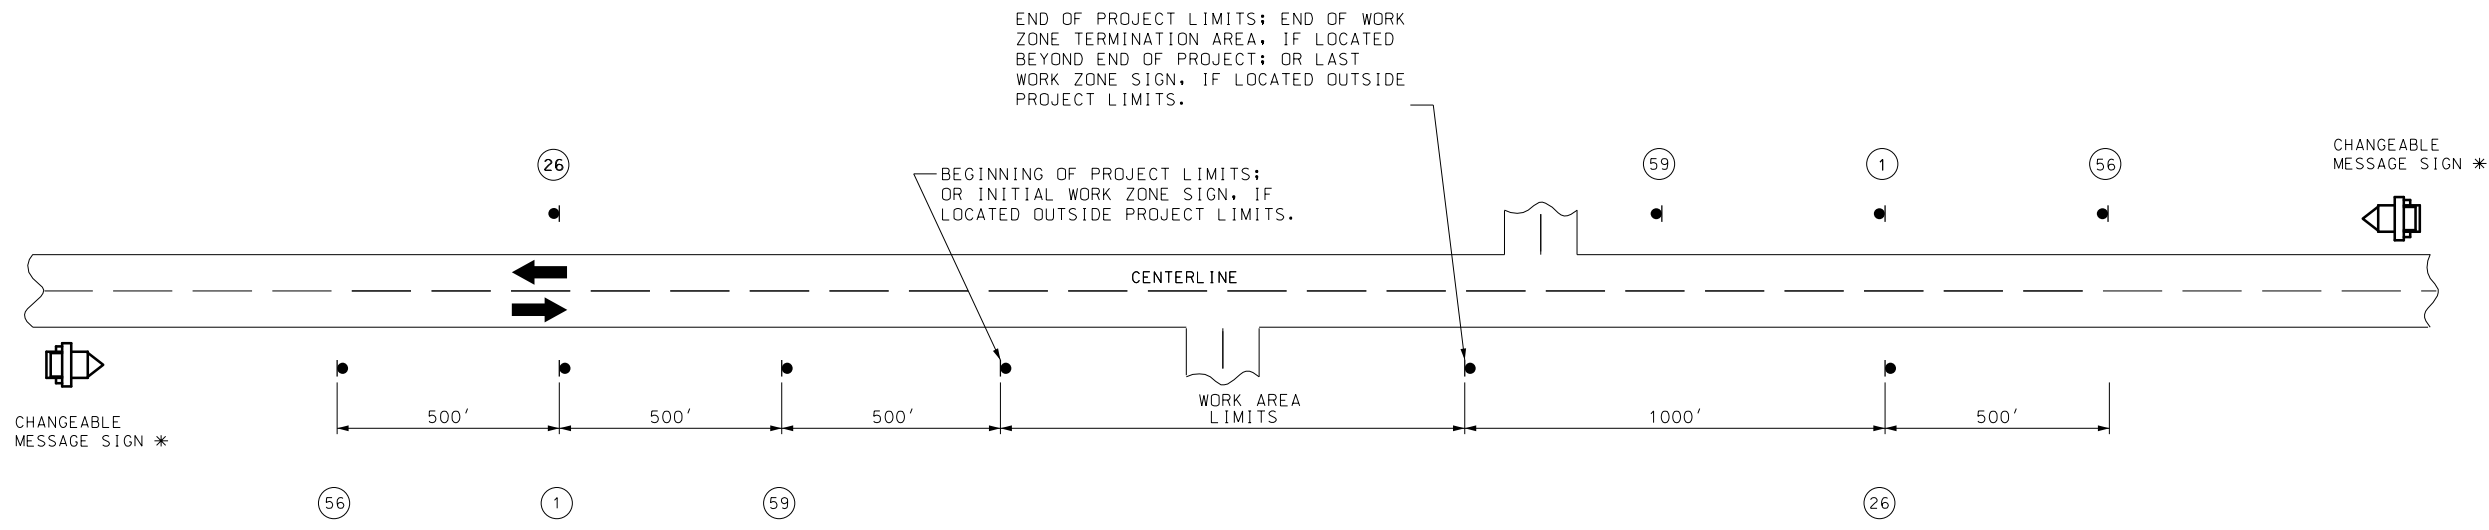 END OF PROJECT LIMITS; END OF WORK
ZONE TERMINATION AREA, IF LOCATED
BEYOND END OF PROJECT; OR LAST
WORK ZONE SIGN, IF LOCATED OUTSIDE
PROJECT LIMITS.
CHANGEABLE
MESSAGE SIGN *
26
59
1
56
BEGINNING OF PROJECT LIMITS;
OR INITIAL WORK ZONE SIGN, IF
LOCATED OUTSIDE PROJECT LIMITS.
CENTERLINE
WORK AREA
LIMITS
500'
500'
500'
1000'
500'
CHANGEABLE
MESSAGE SIGN *
56
1
59
26